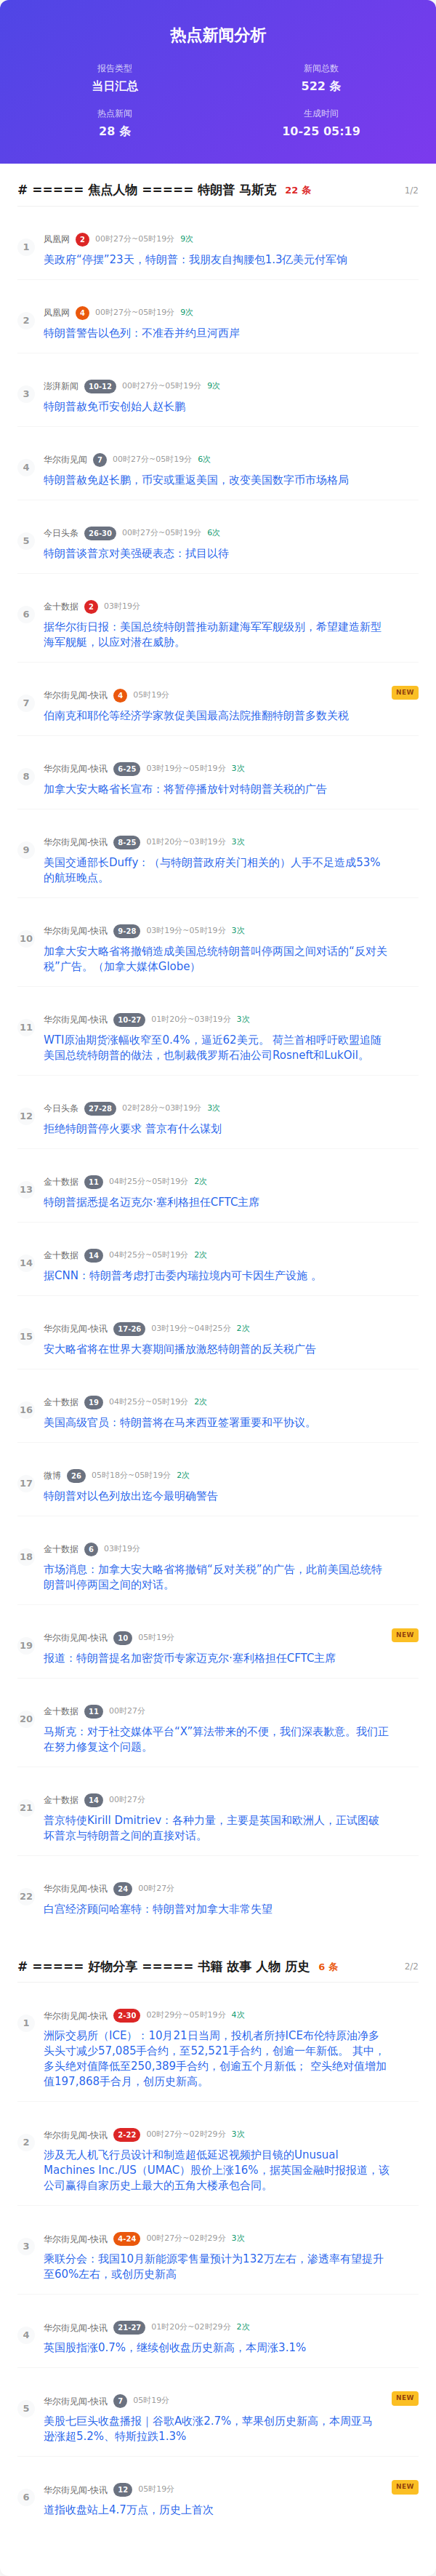 热点新闻分析
报告类型
当日汇总
新闻总数
522 条
热点新闻
28 条
生成时间
10-25 05:19
# ===== 焦点人物 ===== 特朗普 马斯克 22 条 1/2
1
凤凰网 2 00时27分~05时19分 9次
美政府“停摆”23天，特朗普：我朋友自掏腰包1.3亿美元付军饷
2
凤凰网 4 00时27分~05时19分 9次
特朗普警告以色列：不准吞并约旦河西岸
3
澎湃新闻 10-12 00时27分~05时19分 9次
特朗普赦免币安创始人赵长鹏
4
华尔街见闻 7 00时27分~05时19分 6次
特朗普赦免赵长鹏，币安或重返美国，改变美国数字币市场格局
5
今日头条 26-30 00时27分~05时19分 6次
特朗普谈普京对美强硬表态：拭目以待
6
金十数据 2 03时19分
据华尔街日报：美国总统特朗普推动新建海军军舰级别，希望建造新型
海军舰艇，以应对潜在威胁。
7
华尔街见闻-快讯 4 05时19分 NEW
伯南克和耶伦等经济学家敦促美国最高法院推翻特朗普多数关税
8
华尔街见闻-快讯 6-25 03时19分~05时19分 3次
加拿大安大略省长宣布：将暂停播放针对特朗普关税的广告
9
华尔街见闻-快讯 8-25 01时20分~03时19分 3次
美国交通部长Duffy：（与特朗普政府关门相关的）人手不足造成53%
的航班晚点。
10
华尔街见闻-快讯 9-28 03时19分~05时19分 3次
加拿大安大略省将撤销造成美国总统特朗普叫停两国之间对话的“反对关
税”广告。（加拿大媒体Globe）
11
华尔街见闻-快讯 10-27 01时20分~03时19分 3次
WTI原油期货涨幅收窄至0.4%，逼近62美元。 荷兰首相呼吁欧盟追随
美国总统特朗普的做法，也制裁俄罗斯石油公司Rosneft和LukOil。
12
今日头条 27-28 02时28分~03时19分 3次
拒绝特朗普停火要求 普京有什么谋划
13
金十数据 11 04时25分~05时19分 2次
特朗普据悉提名迈克尔·塞利格担任CFTC主席
14
金十数据 14 04时25分~05时19分 2次
据CNN：特朗普考虑打击委内瑞拉境内可卡因生产设施 。
15
华尔街见闻-快讯 17-26 03时19分~04时25分 2次
安大略省将在世界大赛期间播放激怒特朗普的反关税广告
16
金十数据 19 04时25分~05时19分 2次
美国高级官员：特朗普将在马来西亚签署重要和平协议。
17
微博 26 05时18分~05时19分 2次
特朗普对以色列放出迄今最明确警告
18
金十数据 6 03时19分
市场消息：加拿大安大略省将撤销“反对关税”的广告，此前美国总统特
朗普叫停两国之间的对话。
19
华尔街见闻-快讯 10 05时19分 NEW
报道：特朗普提名加密货币专家迈克尔·塞利格担任CFTC主席
20
金十数据 11 00时27分
马斯克：对于社交媒体平台“X”算法带来的不便，我们深表歉意。我们正
在努力修复这个问题。
21
金十数据 14 00时27分
普京特使Kirill Dmitriev：各种力量，主要是英国和欧洲人，正试图破
坏普京与特朗普之间的直接对话。
22
华尔街见闻-快讯 24 00时27分
白宫经济顾问哈塞特：特朗普对加拿大非常失望
# ===== 好物分享 ===== 书籍 故事 人物 历史 6 条 2/2
1
华尔街见闻-快讯 2-30 02时29分~05时19分 4次
洲际交易所（ICE）：10月21日当周，投机者所持ICE布伦特原油净多
头头寸减少57,085手合约，至52,521手合约，创逾一年新低。 其中，
多头绝对值降低至250,389手合约，创逾五个月新低； 空头绝对值增加
值197,868手合月，创历史新高。
2
华尔街见闻-快讯 2-22 00时27分~02时29分 3次
涉及无人机飞行员设计和制造超低延迟视频护目镜的Unusual
Machines Inc./US（UMAC）股价上涨16%，据英国金融时报报道，该
公司赢得自家历史上最大的五角大楼承包合同。
3
华尔街见闻-快讯 4-24 00时27分~02时29分 3次
乘联分会：我国10月新能源零售量预计为132万左右，渗透率有望提升
至60%左右，或创历史新高
4
华尔街见闻-快讯 21-27 01时20分~02时29分 2次
英国股指涨0.7%，继续创收盘历史新高，本周涨3.1%
5
华尔街见闻-快讯 7 05时19分 NEW
美股七巨头收盘播报｜谷歌A收涨2.7%，苹果创历史新高，本周亚马
逊涨超5.2%、特斯拉跌1.3%
6
华尔街见闻-快讯 12 05时19分 NEW
道指收盘站上4.7万点，历史上首次